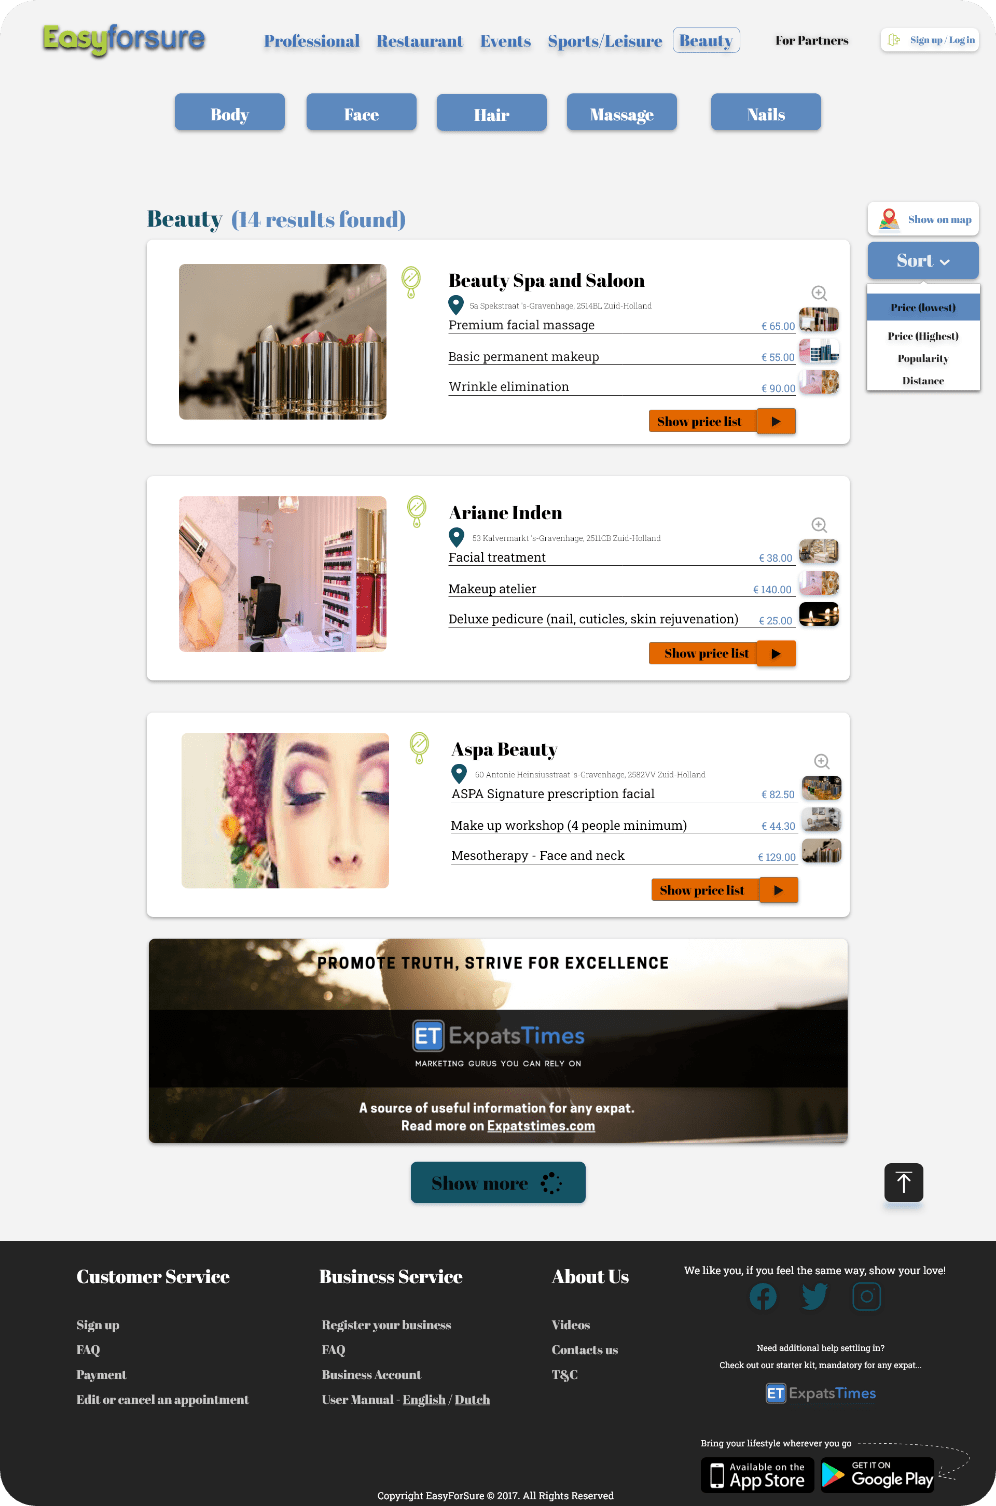 Easyforsure
Professional Restaurant Events Sports/Leisure Beauty For Partners Sign up / Log in
Body Face Hair Massage Nails
Beauty (14 results found)
Show on map
Sort
Price (lowest)
Price (Highest)
Popularity
Distance
Beauty Spa and Saloon
5a Spekstraat 's-Gravenhage, 2514BL Zuid-Holland
Premium facial massage € 65.00
Basic permanent makeup € 55.00
Wrinkle elimination € 90.00
Show price list
Ariane Inden
53 Kalvermarkt 's-Gravenhage, 2511CB Zuid-Holland
Facial treatment € 38.00
Makeup atelier € 140.00
Deluxe pedicure (nail, cuticles, skin rejuvenation) € 25.00
Show price list
Aspa Beauty
60 Antonie Heinsiusstraat 's-Gravenhage, 2582VV Zuid-Holland
ASPA Signature prescription facial € 82.50
Make up workshop (4 people minimum) € 44.30
Mesotherapy - Face and neck € 129.00
Show price list
PROMOTE TRUTH, STRIVE FOR EXCELLENCE
ET ExpatsTimes
MARKETING GURUS YOU CAN RELY ON
A source of useful information for any expat.
Read more on Expatstimes.com
Show more
Customer Service
Sign up
FAQ
Payment
Edit or cancel an appointment
Business Service
Register your business
FAQ
Business Account
User Manual - English / Dutch
About Us
Videos
Contacts us
T&C
We like you, if you feel the same way, show your love!
Need additional help settling in?
Check out our starter kit, mandatory for any expat...
ET ExpatsTimes
Bring your lifestyle wherever you go
Available on the
App Store
GET IT ON
Google Play
Copyright EasyForSure © 2017. All Rights Reserved